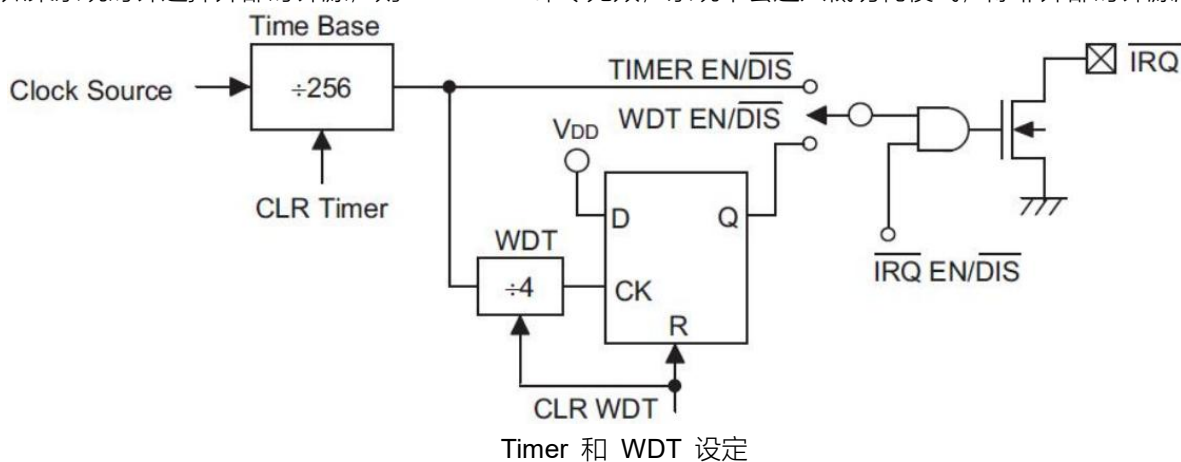 Time Base
Clock Source
÷256
CLR Timer
TIMER EN/DIS
WDT EN/DIS
IRQ
VDD
D
Q
WDT
÷4
CK
R
IRQ EN/DIS
CLR WDT
Timer 和 WDT 设定